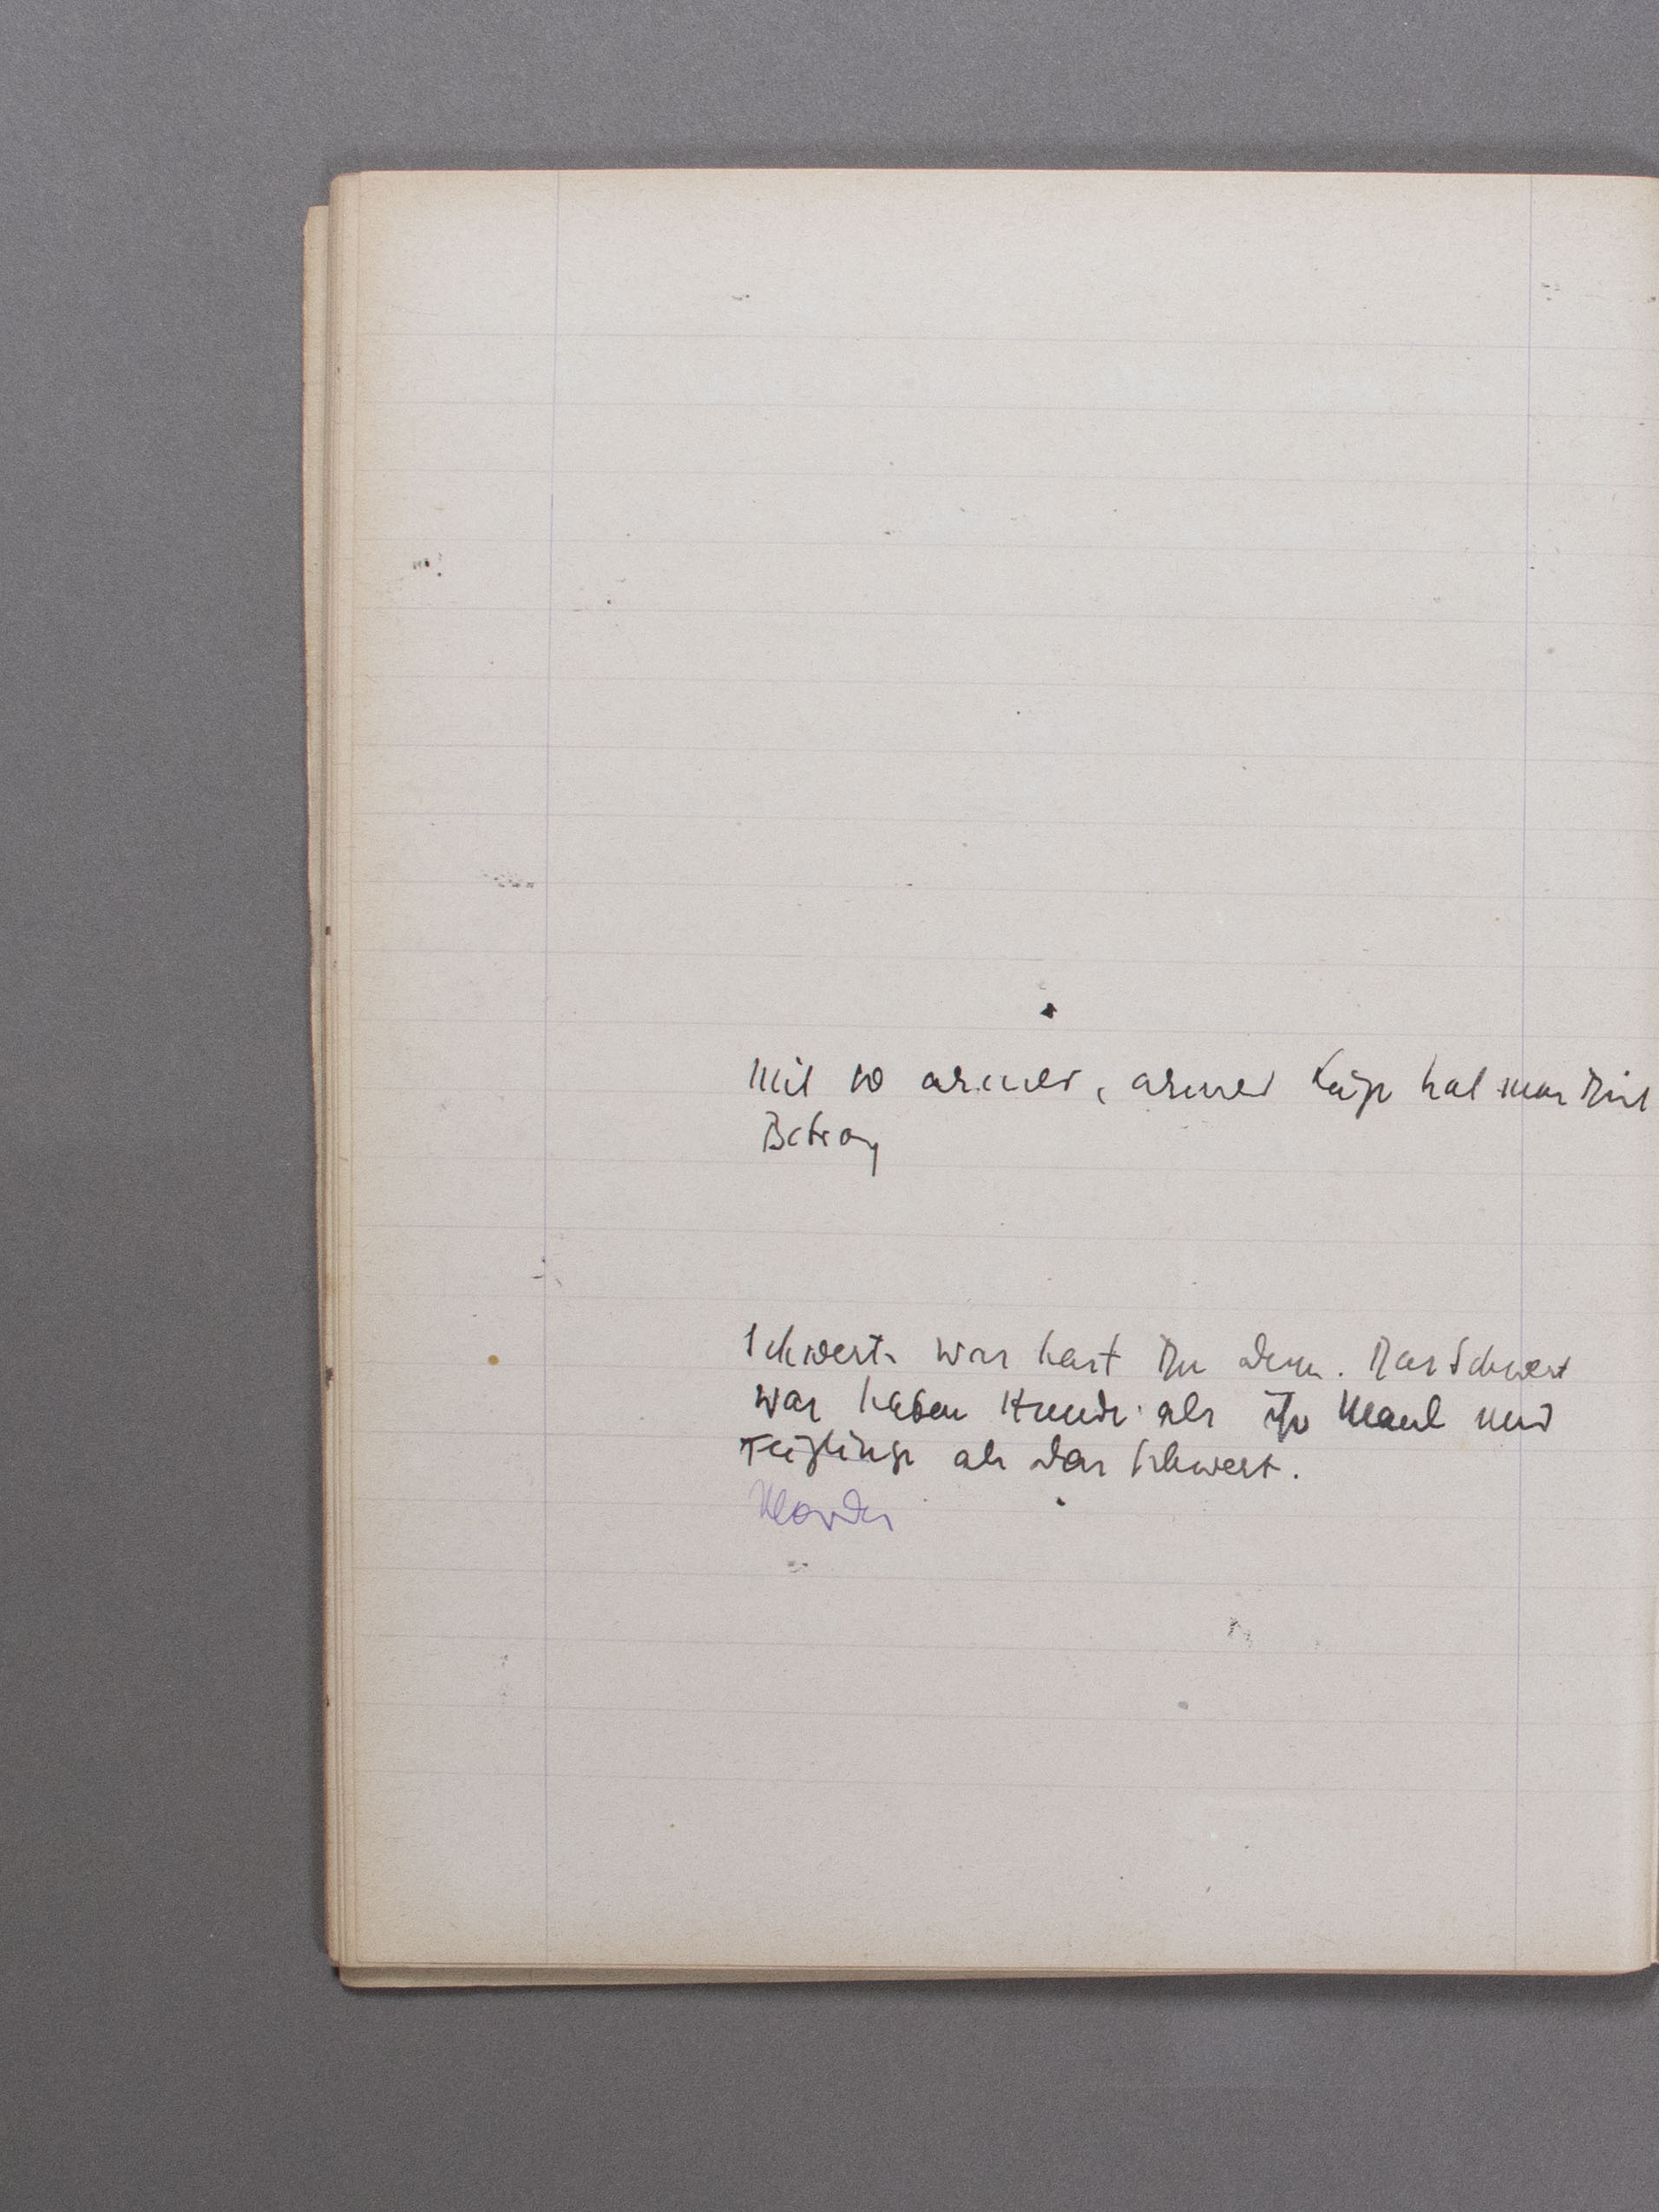 Mit so armer, armer Lüge hat man Dich
Betrog
Schwert. Was hast Du denn. Das Schwert
was haben Hunde als ihr Maul und
Feiglinge als das Schwert.